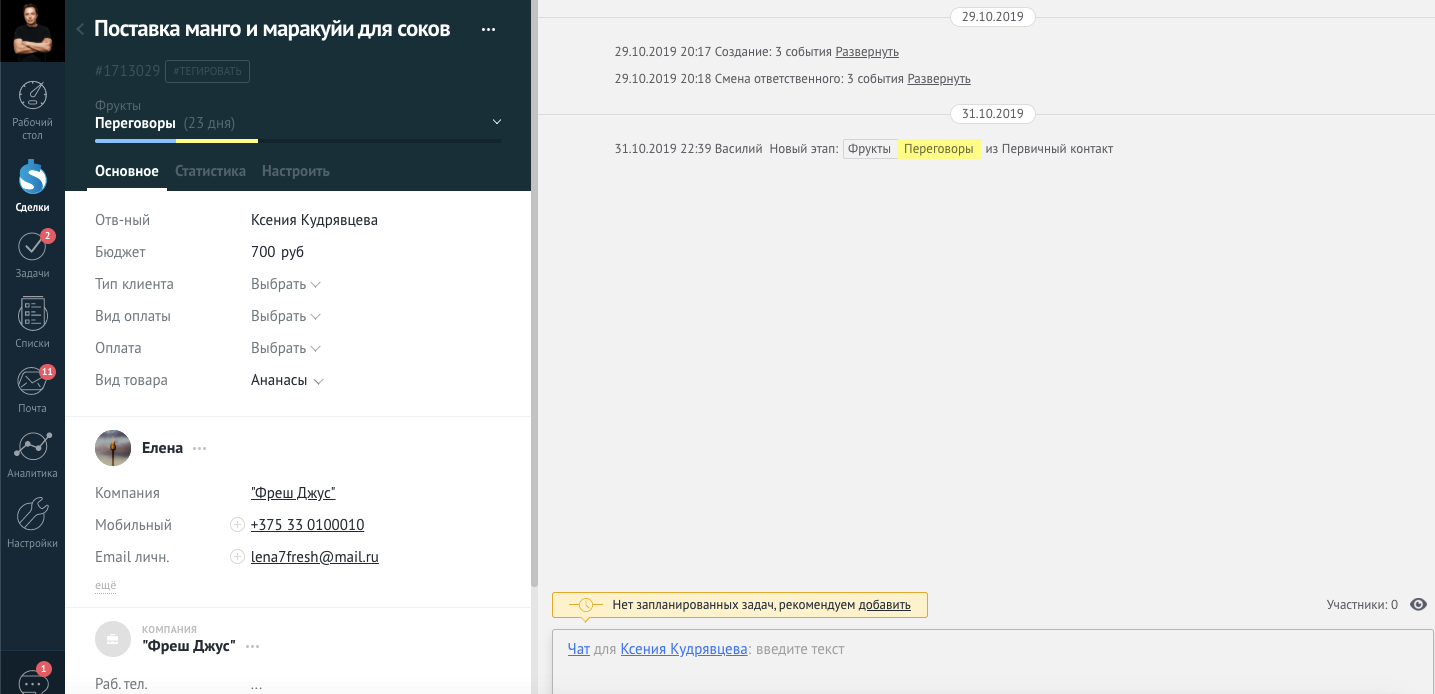 Поставка манго и маракуйи для соков
#1713029 #ТЕГИРОВАТЬ
Фрукты
Переговоры (23 дня)
Основное Статистика Настроить
Отв-ный Ксения Кудрявцева
Бюджет 700 руб
Тип клиента Выбрать
Вид оплаты Выбрать
Оплата Выбрать
Вид товара Ананасы
Елена ...
Компания "Фреш Джус"
Мобильный +375 33 0100010
Email личн. lena7fresh@mail.ru
ещё
КОМПАНИЯ
"Фреш Джус" ...
Раб. тел. ...
Рабочий
стол
Сделки
2
Задачи
Списки
11
Почта
Аналитика
Настройки
1
29.10.2019
29.10.2019 20:17 Создание: 3 события Развернуть
29.10.2019 20:18 Смена ответственного: 3 события Развернуть
31.10.2019
31.10.2019 22:39 Василий Новый этап: Фрукты Переговоры из Первичный контакт
Нет запланированных задач, рекомендуем добавить
Участники: 0
Чат для Ксения Кудрявцева: введите текст